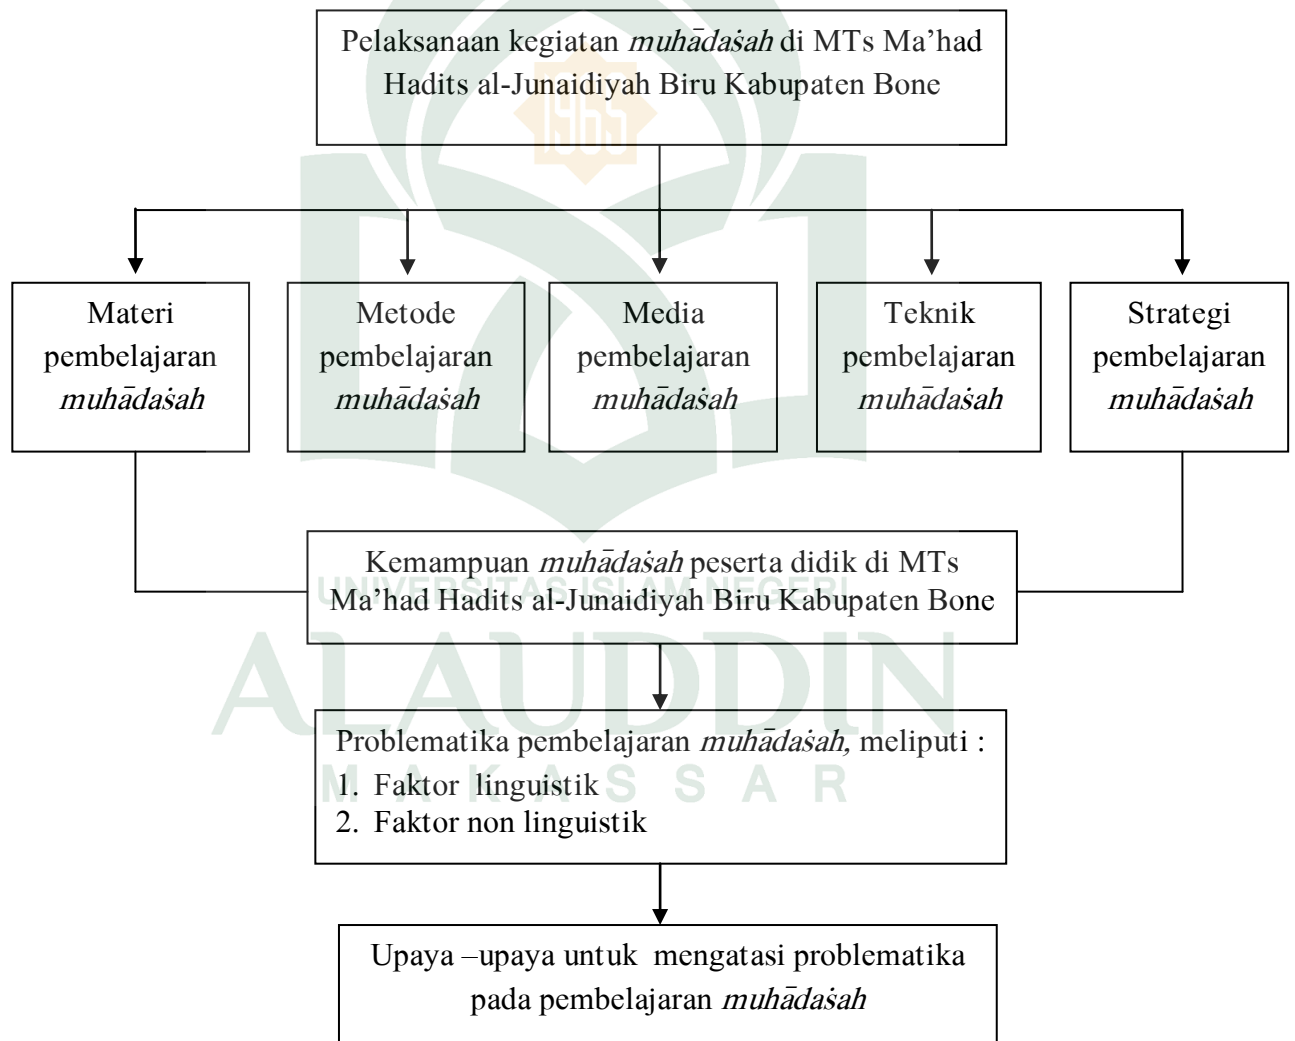 Pelaksanaan kegiatan muhādaṡah di MTs Ma’had
Hadits al-Junaidiyah Biru Kabupaten Bone
1965
Materi
pembelajaran
muhādaṡah
Metode
pembelajaran
muhādaṡah
Media
pembelajaran
muhādaṡah
Teknik
pembelajaran
muhādaṡah
Strategi
pembelajaran
muhādaṡah
Kemampuan muhādaṡah peserta didik di MTs
Ma’had Hadits al-Junaidiyah Biru Kabupaten Bone
UNIVERSITAS ISLAM NEGERI
ALAUDDIN
MAKASSAR
Problematika pembelajaran muhādaṡah, meliputi :
1. Faktor linguistik
2. Faktor non linguistik
Upaya –upaya untuk mengatasi problematika
pada pembelajaran muhādaṡah